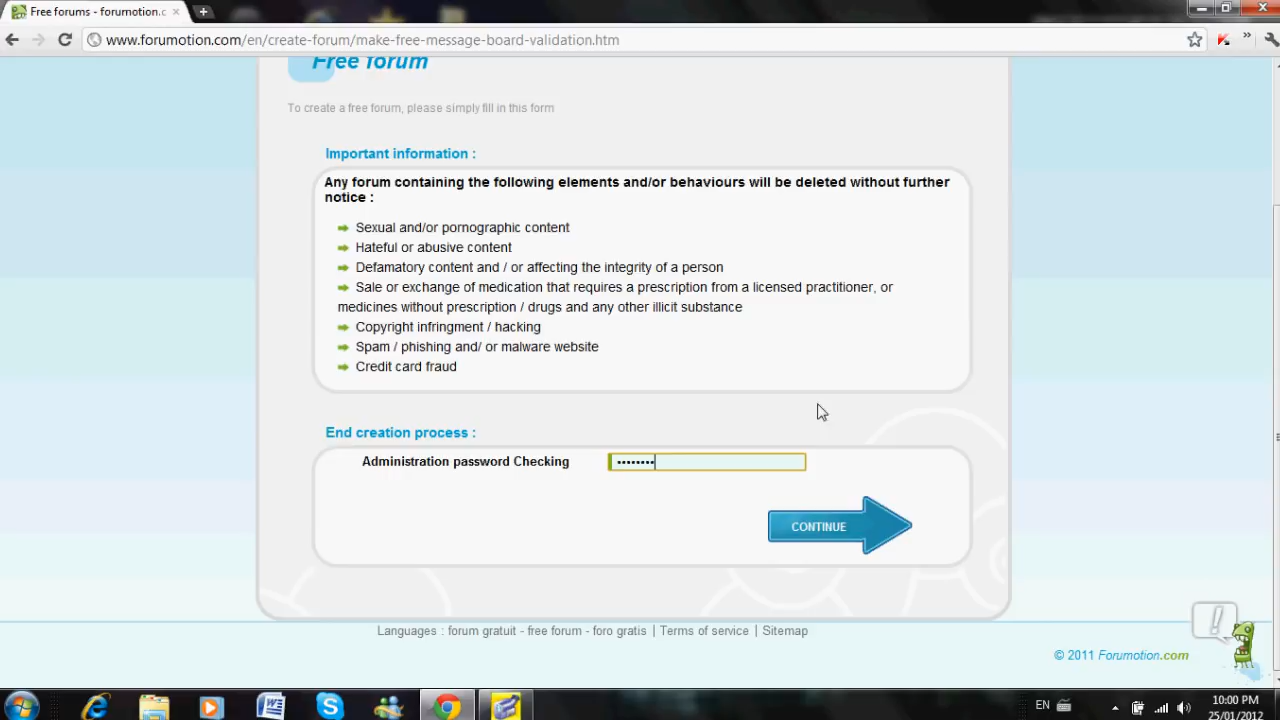 Free forums - forumotion.c
www.forumotion.com/en/create-forum/make-free-message-board-validation.htm
Free forum
To create a free forum, please simply fill in this form
Important information :
Any forum containing the following elements and/or behaviours will be deleted without further
notice :
Sexual and/or pornographic content
Hateful or abusive content
Defamatory content and / or affecting the integrity of a person
Sale or exchange of medication that requires a prescription from a licensed practitioner, or
medicines without prescription / drugs and any other illicit substance
Copyright infringment / hacking
Spam / phishing and/ or malware website
Credit card fraud
End creation process :
Administration password Checking ••••••••
CONTINUE
Languages : forum gratuit - free forum - foro gratis | Terms of service | Sitemap
© 2011 Forumotion.com
EN
10:00 PM
25/01/2012